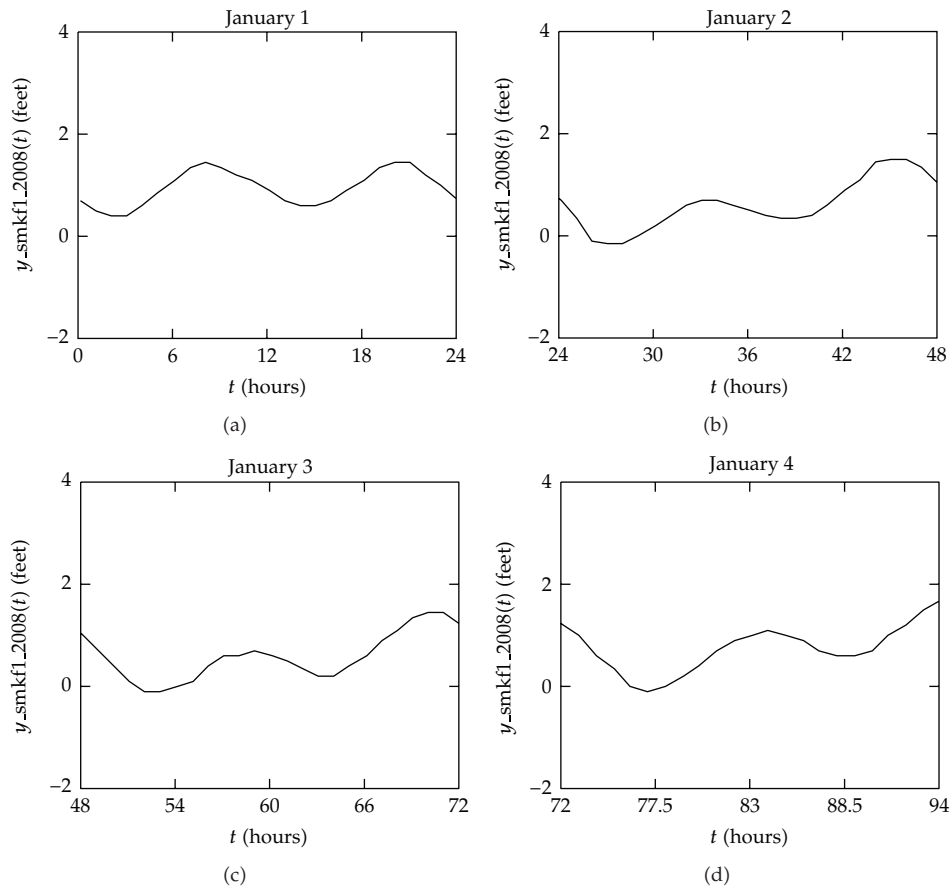 January 1
4
2
0
−2
y_smkf1_2008(t) (feet)
0 6 12 18 24
t (hours)
(a)
January 2
4
2
0
−2
y_smkf1_2008(t) (feet)
24 30 36 42 48
t (hours)
(b)
January 3
4
2
0
−2
y_smkf1_2008(t) (feet)
48 54 60 66 72
t (hours)
(c)
January 4
4
2
0
−2
y_smkf1_2008(t) (feet)
72 77.5 83 88.5 94
t (hours)
(d)